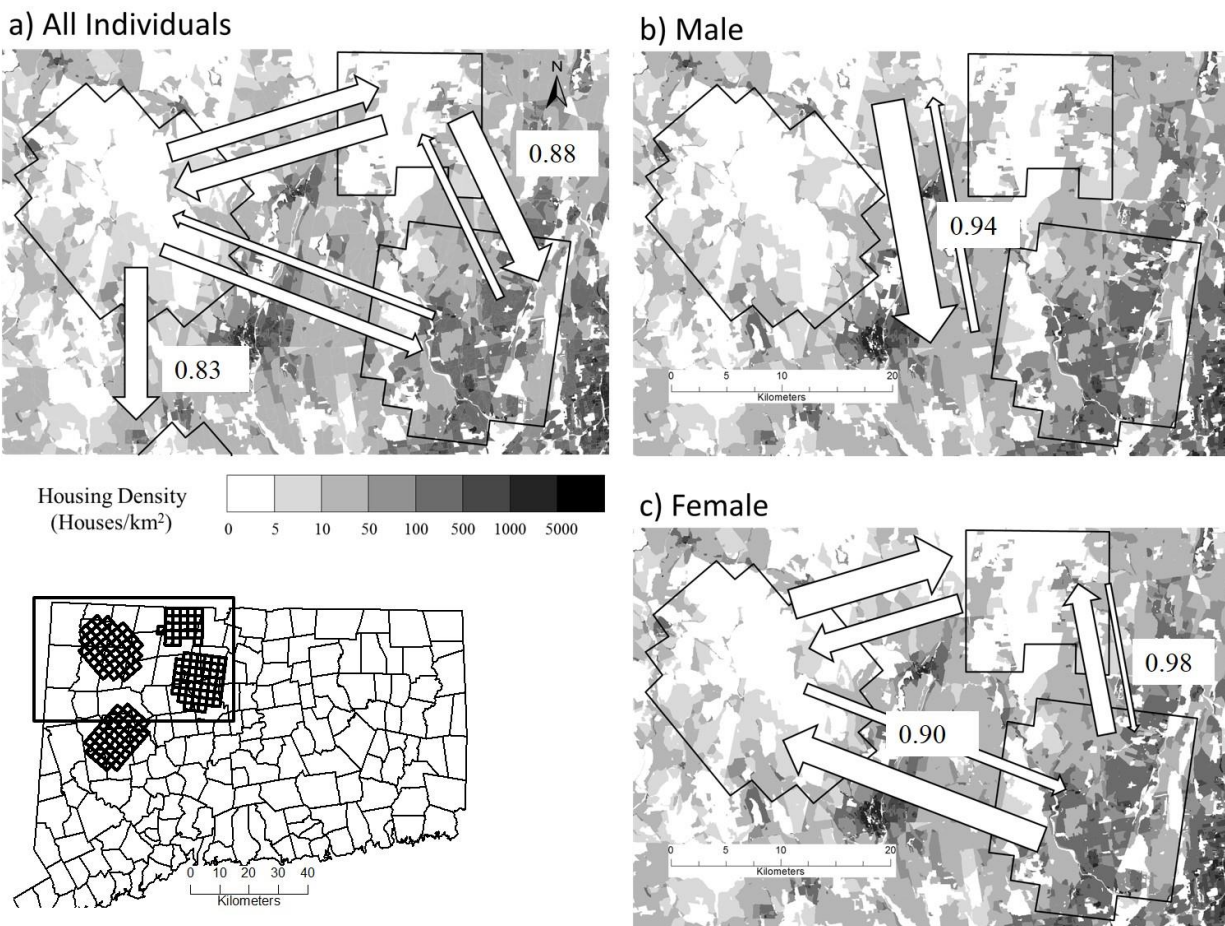 a) All Individuals
N
0.88
0.83
Housing Density
(Houses/km²)
0 5 10 50 100 500 1000 5000
0 10 20 30 40
Kilometers
b) Male
0.94
0 5 10 20
Kilometers
c) Female
0.98
0.90
0 5 10 20
Kilometers